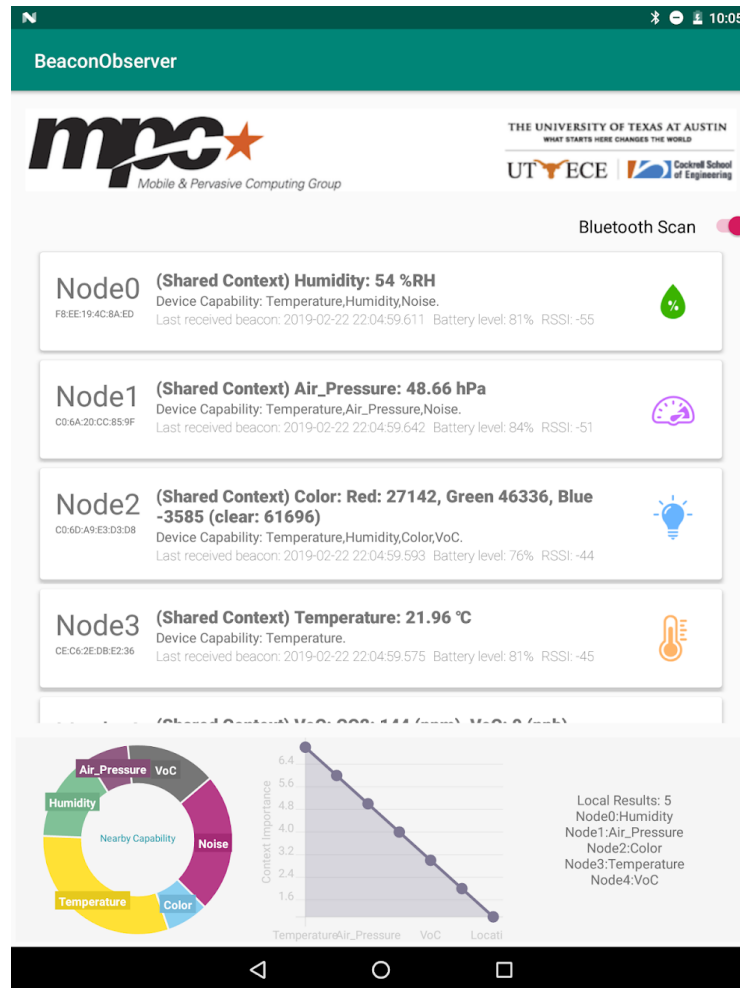 10:05
BeaconObserver
mpc
Mobile & Pervasive Computing Group
THE UNIVERSITY OF TEXAS AT AUSTIN
WHAT STARTS HERE CHANGES THE WORLD
UT ECE
Cockrell School
of Engineering
Bluetooth Scan
Node0
F8:EE:19:4C:8A:ED
(Shared Context) Humidity: 54 %RH
Device Capability: Temperature,Humidity,Noise.
Last received beacon: 2019-02-22 22:04:59.611 Battery level: 81% RSSI: -55
%
Node1
C0:6A:20:CC:85:9F
(Shared Context) Air_Pressure: 48.66 hPa
Device Capability: Temperature,Air_Pressure,Noise.
Last received beacon: 2019-02-22 22:04:59.642 Battery level: 84% RSSI: -51
Node2
C0:6D:A9:E3:D3:D8
(Shared Context) Color: Red: 27142, Green 46336, Blue
-3585 (clear: 61696)
Device Capability: Temperature,Humidity,Color,VoC.
Last received beacon: 2019-02-22 22:04:59.593 Battery level: 76% RSSI: -44
Node3
CE:C6:2E:DB:E2:36
(Shared Context) Temperature: 21.96 °C
Device Capability: Temperature.
Last received beacon: 2019-02-22 22:04:59.575 Battery level: 81% RSSI: -45
(Shared Context) VoC: CO2: 144 (ppm), VoC: 0 (ppb)
Air_Pressure
VoC
Humidity
Nearby Capability
Noise
Temperature
Color
Context Importance
6.4
5.6
4.8
4.0
3.2
2.4
1.6
Temperature
Air_Pressure
VoC
Locati
Local Results: 5
Node0:Humidity
Node1:Air_Pressure
Node2:Color
Node3:Temperature
Node4:VoC